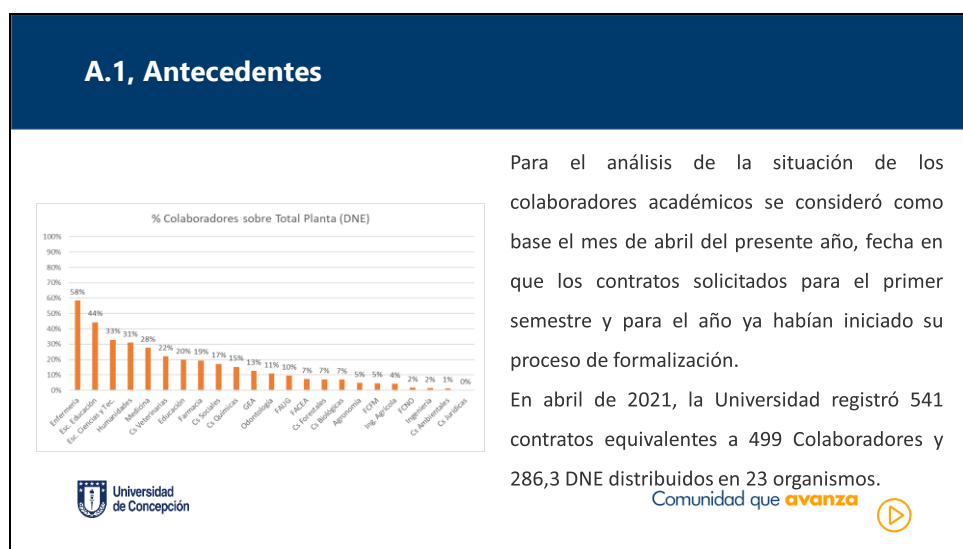 A.1, Antecedentes
% Colaboradores sobre Total Planta (DNE)
100%
90%
80%
70%
60%
50%
40%
30%
20%
10%
0%
58%
44%
33%
31%
28%
22%
20%
19%
17%
15%
13%
11%
10%
7%
7%
7%
5%
5%
4%
2%
2%
1%
0%
Enfermería
Esc. Educación
Esc. Ciencias y Tec.
Humanidades
Medicina
Cs Veterinarias
Educación
Farmacia
Cs Sociales
Cs Químicas
GEA
Odontología
FAUG
FACEA
Cs Forestales
Cs Biológicas
Agronomía
FCFM
Ing. Agrícola
FCNO
Ingeniería
Cs Ambientales
Cs Jurídicas
Para el análisis de la situación de los
colaboradores académicos se consideró como
base el mes de abril del presente año, fecha en
que los contratos solicitados para el primer
semestre y para el año ya habían iniciado su
proceso de formalización.
En abril de 2021, la Universidad registró 541
contratos equivalentes a 499 Colaboradores y
286,3 DNE distribuidos en 23 organismos.
Universidad
de Concepción
Comunidad que avanza